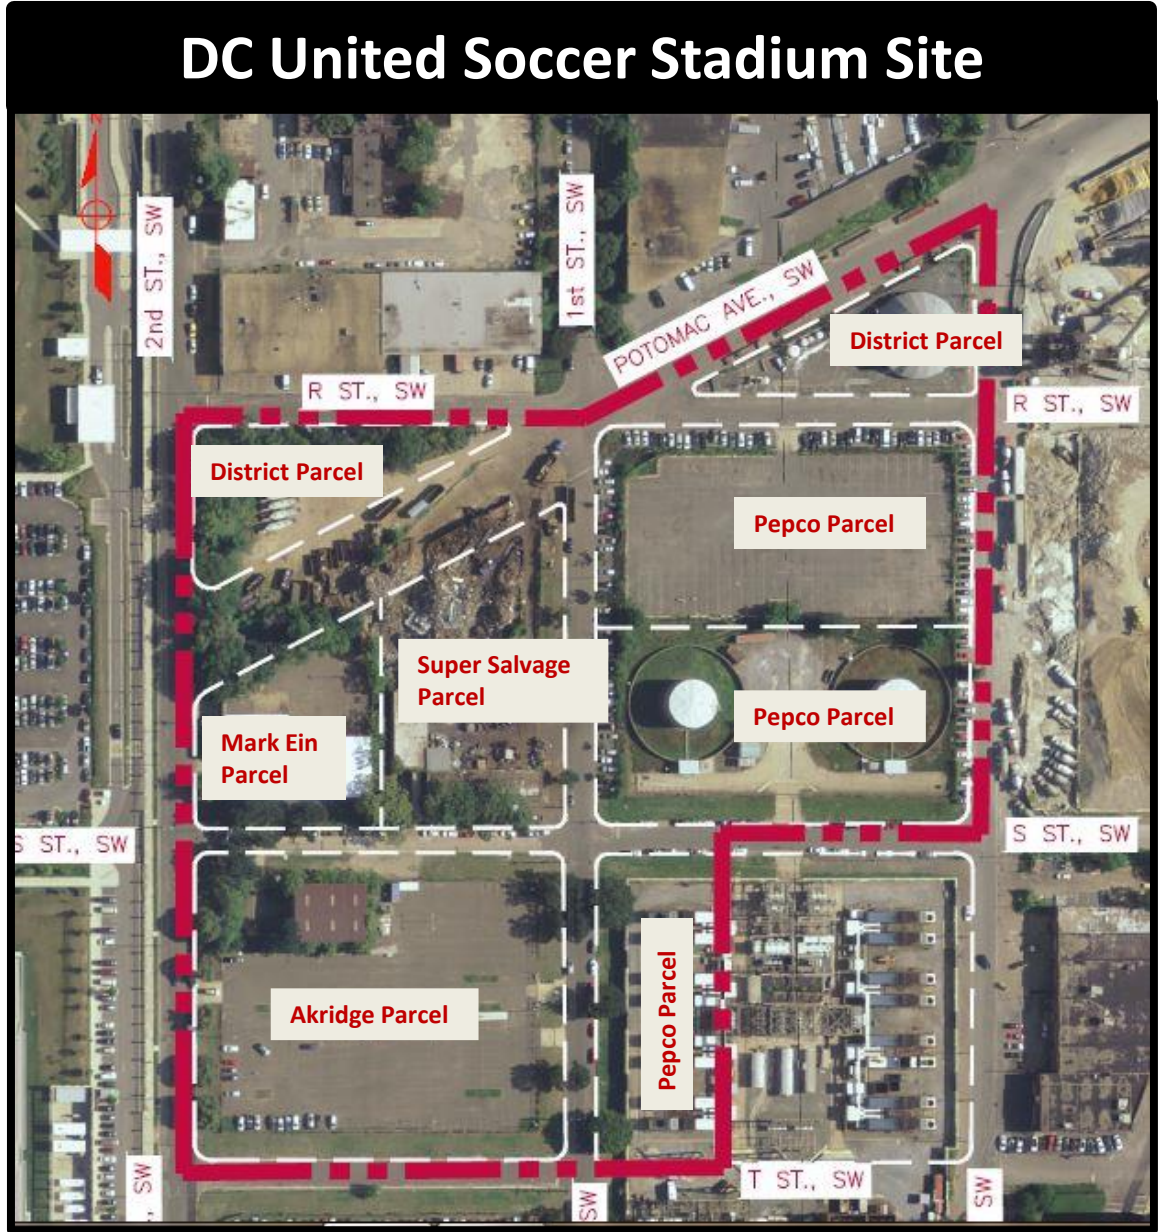 DC United Soccer Stadium Site
2nd ST., SW
1st ST., SW
POTOMAC AVE., SW
District Parcel
R ST., SW
R ST., SW
District Parcel
Pepco Parcel
Super Salvage
Parcel
Mark Ein
Parcel
Pepco Parcel
S ST., SW
S ST., SW
Pepco Parcel
Akridge Parcel
T ST., SW
., SW
SW
SW